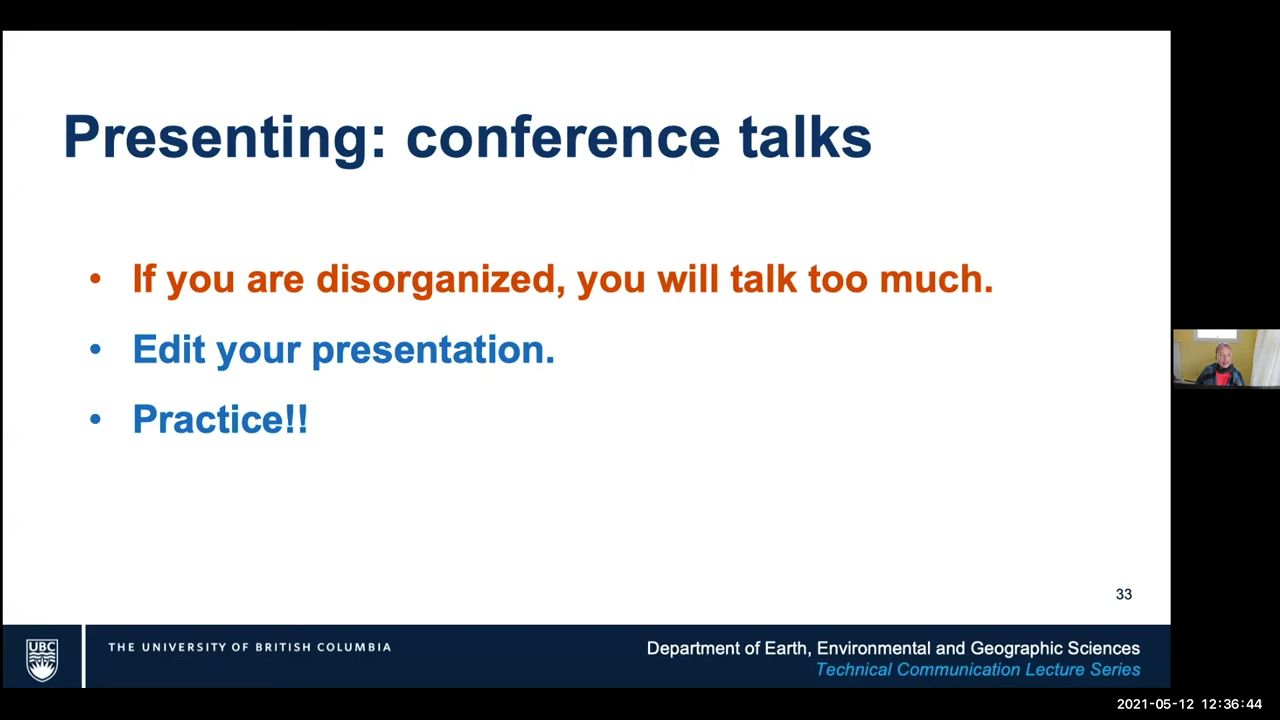 Presenting: conference talks
• If you are disorganized, you will talk too much.
• Edit your presentation.
• Practice!!
33
UBC
THE UNIVERSITY OF BRITISH COLUMBIA
Department of Earth, Environmental and Geographic Sciences
Technical Communication Lecture Series
2021-05-12 12:36:44